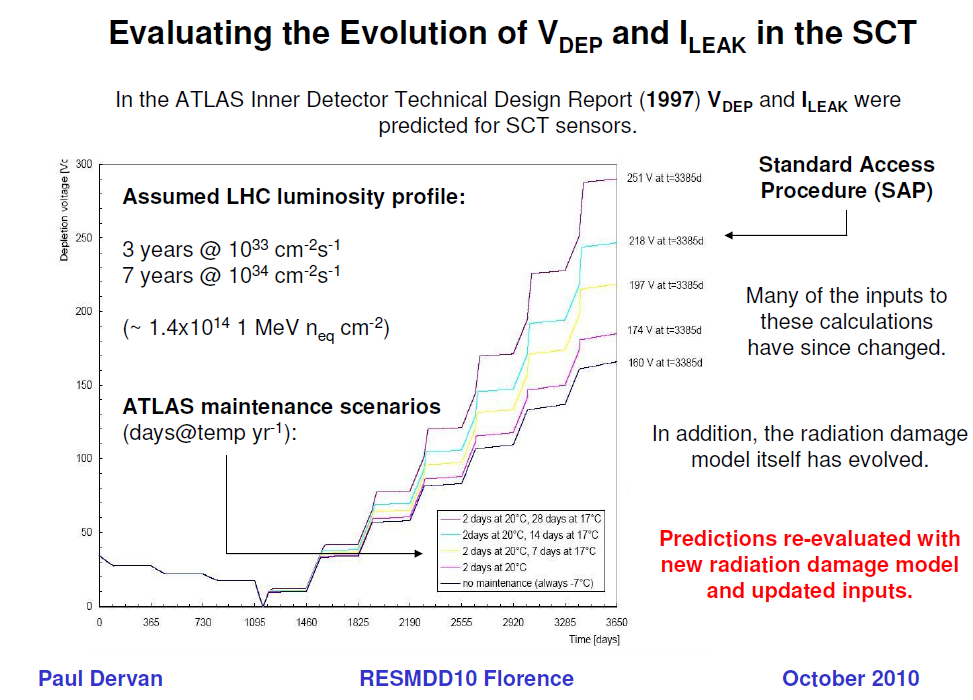 Evaluating the Evolution of VDEP and ILEAK in the SCT
In the ATLAS Inner Detector Technical Design Report (1997) VDEP and ILEAK were
predicted for SCT sensors.
Depletion voltage [Vc
300
250
200
150
100
50
0
Assumed LHC luminosity profile:
3 years @ 10³³ cm⁻²s⁻¹
7 years @ 10³⁴ cm⁻²s⁻¹
(~ 1.4x10¹⁴ 1 MeV neq cm⁻²)
ATLAS maintenance scenarios
(days@temp yr⁻¹):
251 V at t=3385d
218 V at t=3385d
197 V at t=3385d
174 V at t=3385d
160 V at t=3385d
2 days at 20°C, 28 days at 17°C
2days at 20°C, 14 days at 17°C
2 days at 20°C, 7 days at 17°C
2 days at 20°C
no maintenance (always -7°C)
0 365 730 1095 1460 1825 2190 2555 2920 3285 3650
Time [days]
Standard Access
Procedure (SAP)
Many of the inputs to
these calculations
have since changed.
In addition, the radiation damage
model itself has evolved.
Predictions re-evaluated with
new radiation damage model
and updated inputs.
Paul Dervan
RESMDD10 Florence
October 2010